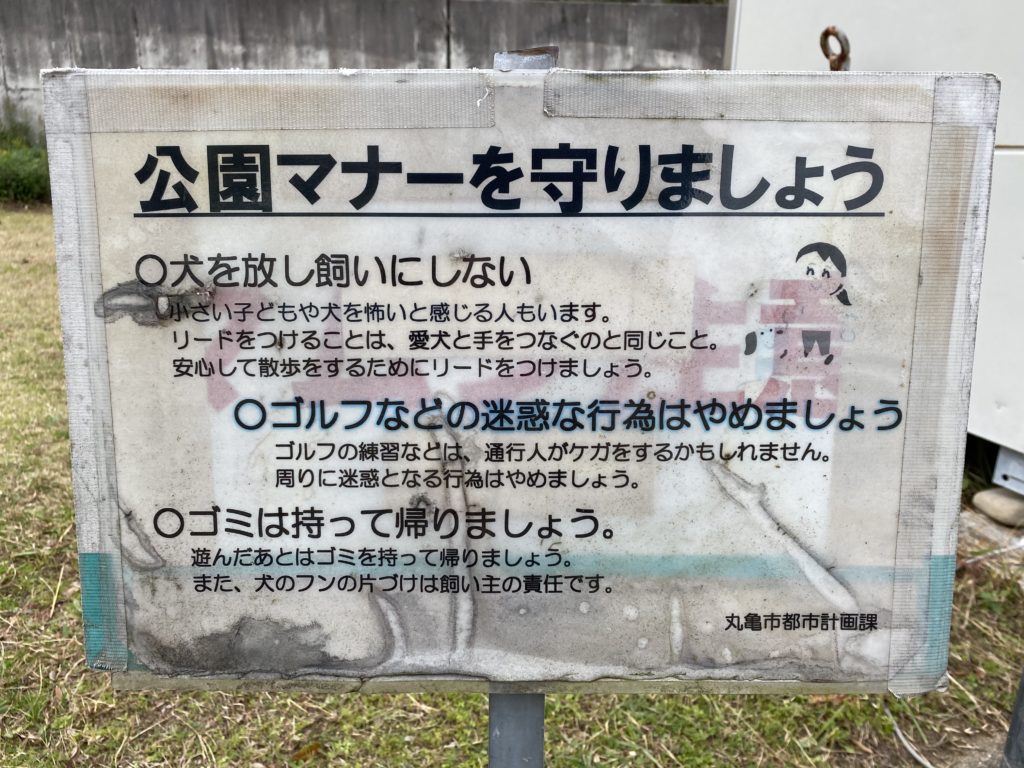 公園マナーを守りましょう
〇犬を放し飼いにしない
小さい子どもや犬を怖いと感じる人もいます。
リードをつけることは、愛犬と手をつなぐのと同じこと。
安心して散歩をするためにリードをつけましょう。
〇ゴルフなどの迷惑な行為はやめましょう
ゴルフの練習などは、通行人がケガをするかもしれません。
周りに迷惑となる行為はやめましょう。
〇ゴミは持って帰りましょう。
遊んだあとはゴミを持って帰りましょう。
また、犬のフンの片づけは飼い主の責任です。
丸亀市都市計画課